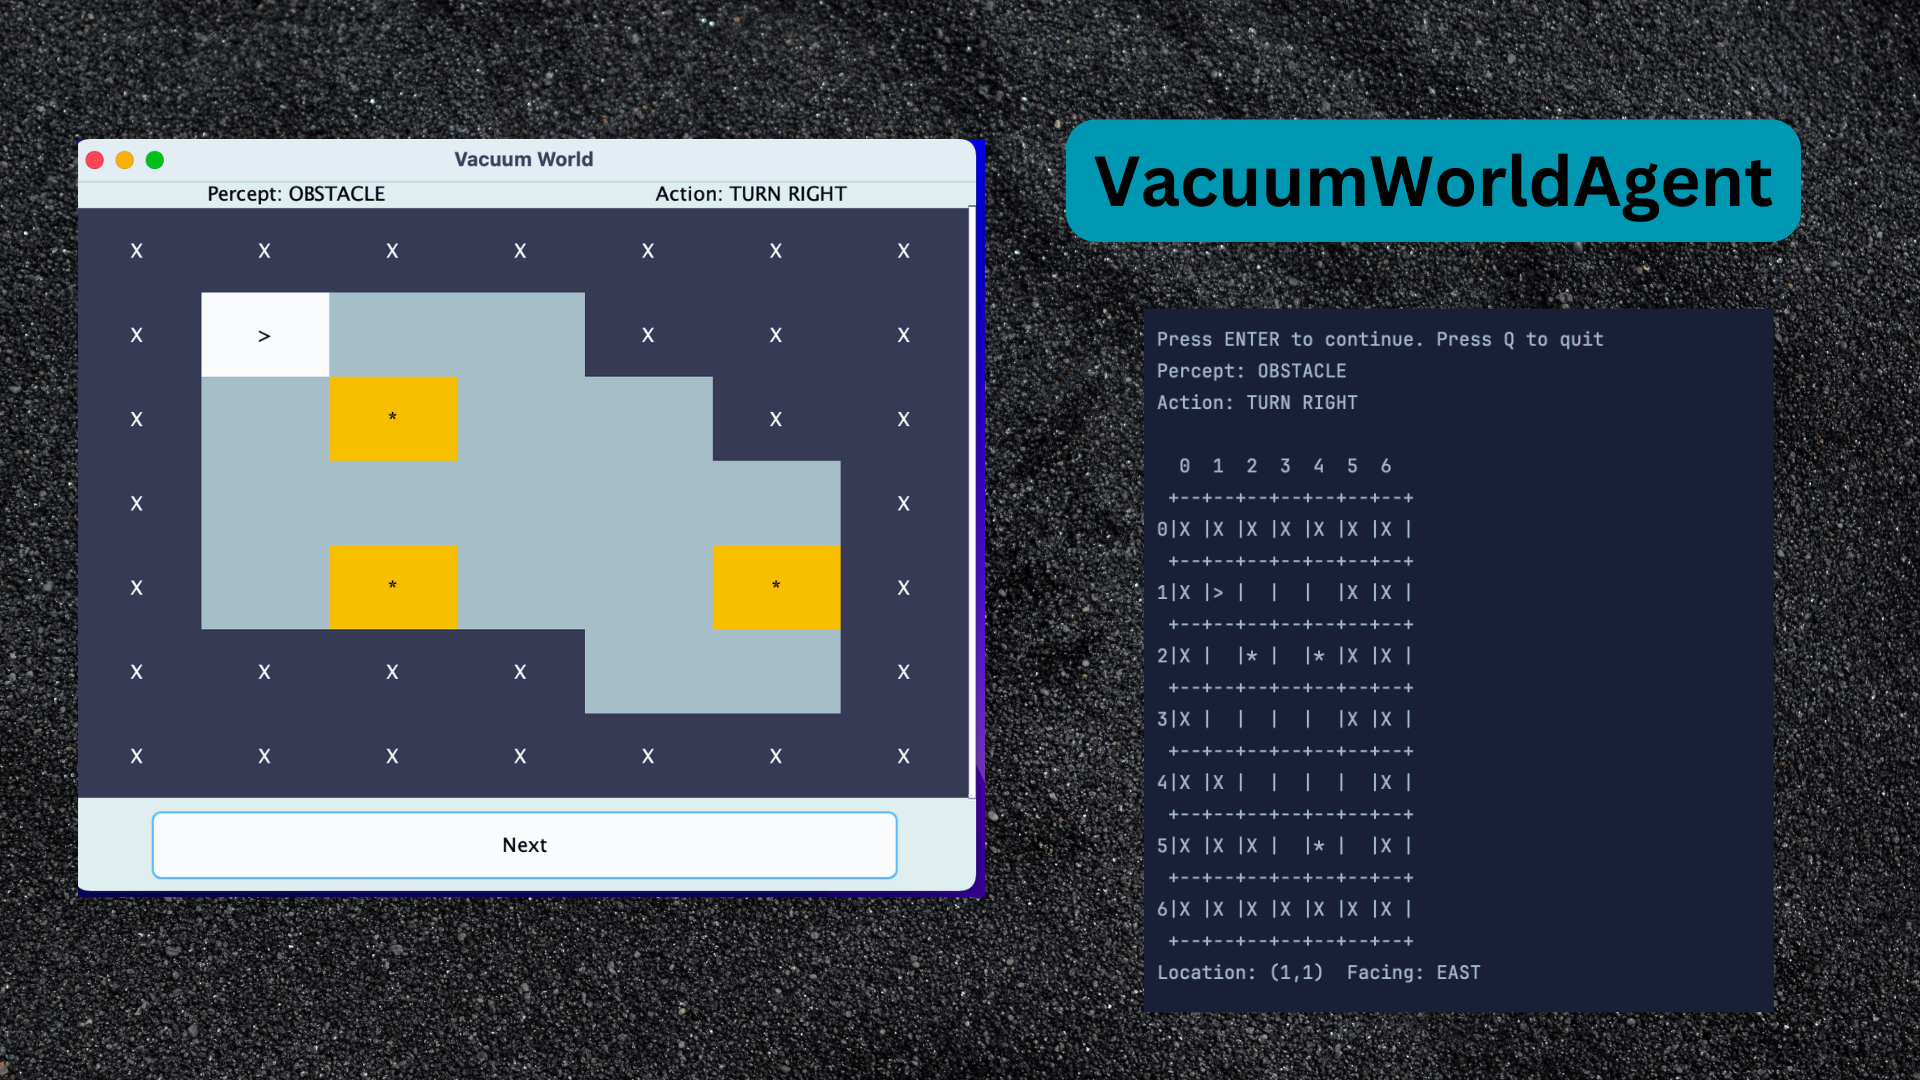 Vacuum World
Percept: OBSTACLE Action: TURN RIGHT
X X X X X X X
X > X X X
X * X X
X X
X * * X
X X X X X
X X X X X X X
Next
VacuumWorldAgent
Press ENTER to continue. Press Q to quit
Percept: OBSTACLE
Action: TURN RIGHT
0 1 2 3 4 5 6
+--+--+--+--+--+--+--+
0|X |X |X |X |X |X |X |
+--+--+--+--+--+--+--+
1|X |> |  |  |  |X |X |
+--+--+--+--+--+--+--+
2|X |  |* |  |* |X |X |
+--+--+--+--+--+--+--+
3|X |  |  |  |  |X |X |
+--+--+--+--+--+--+--+
4|X |X |  |  |  |  |X |
+--+--+--+--+--+--+--+
5|X |X |X |  |* |  |X |
+--+--+--+--+--+--+--+
6|X |X |X |X |X |X |X |
+--+--+--+--+--+--+--+
Location: (1,1)  Facing: EAST